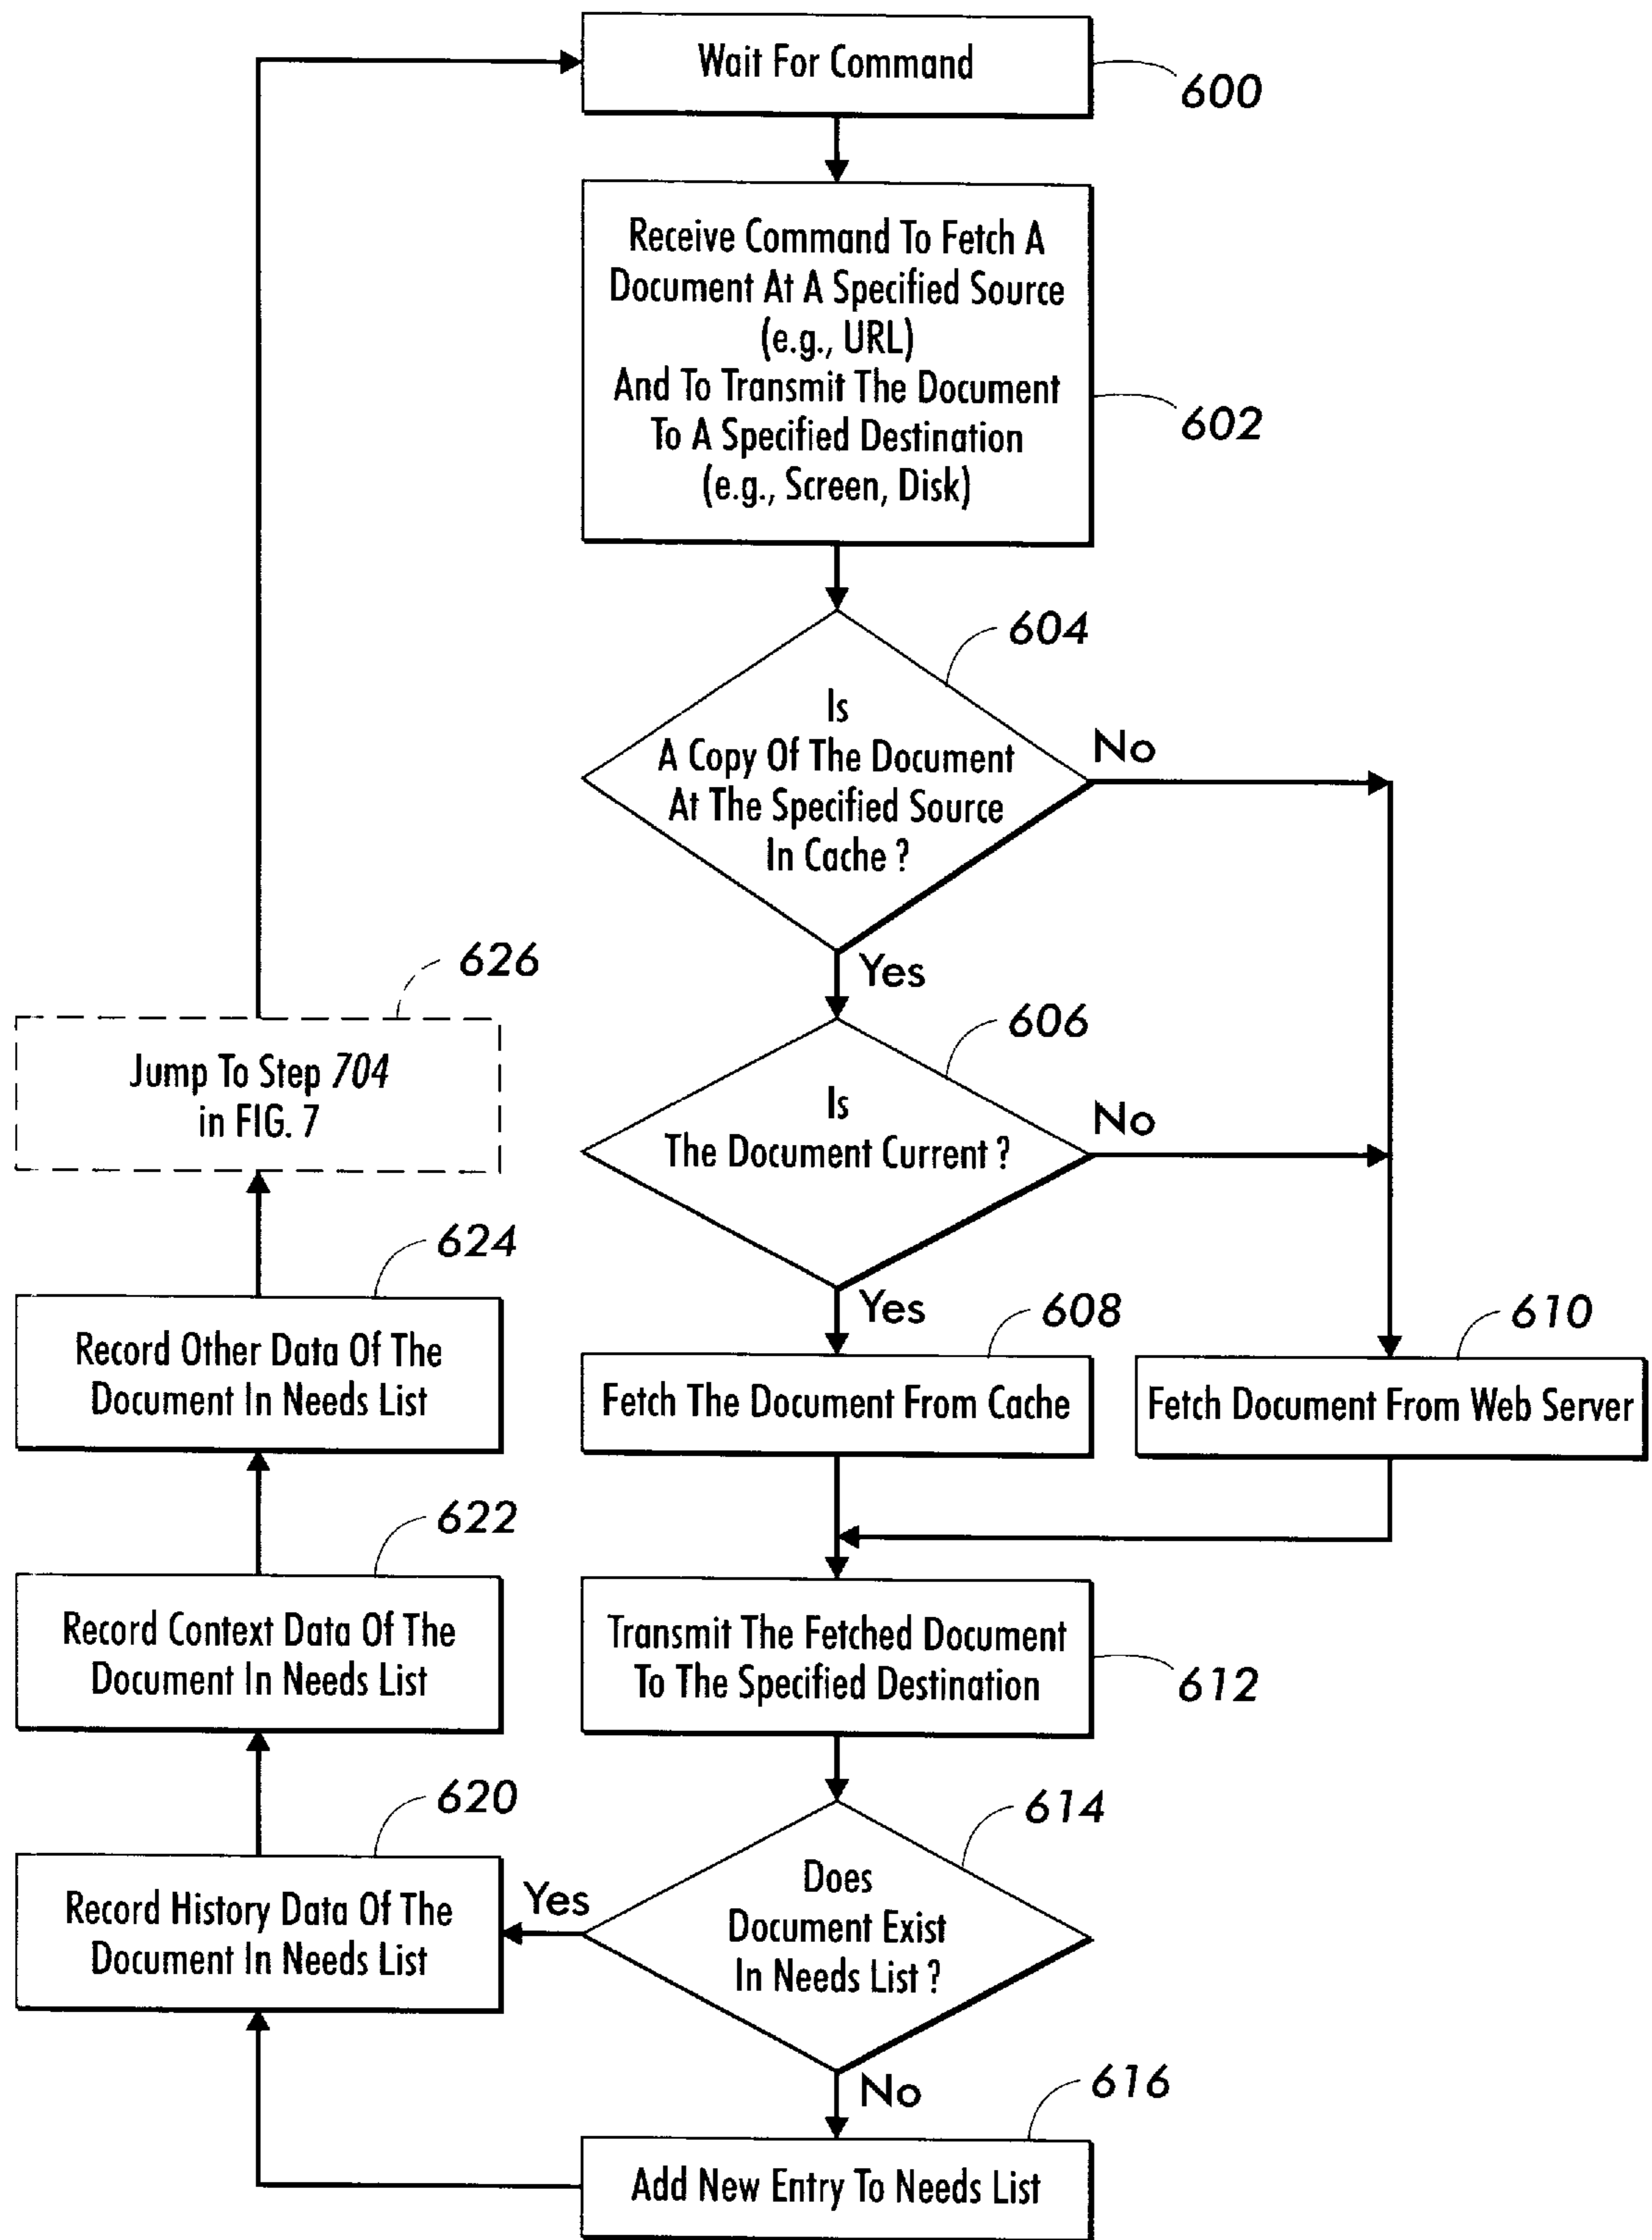 Wait For Command
600
Receive Command To Fetch A
Document At A Specified Source
(e.g., URL)
And To Transmit The Document
To A Specified Destination
(e.g., Screen, Disk)
602
604
Is
A Copy Of The Document
At The Specified Source
In Cache ?
No
Yes
606
Is
The Document Current ?
No
Yes
608
Fetch The Document From Cache
610
Fetch Document From Web Server
Transmit The Fetched Document
To The Specified Destination
612
614
Does
Document Exist
In Needs List ?
Yes
No
616
Add New Entry To Needs List
620
Record History Data Of The
Document In Needs List
622
Record Context Data Of The
Document In Needs List
624
Record Other Data Of The
Document In Needs List
626
Jump To Step 704
in FIG. 7